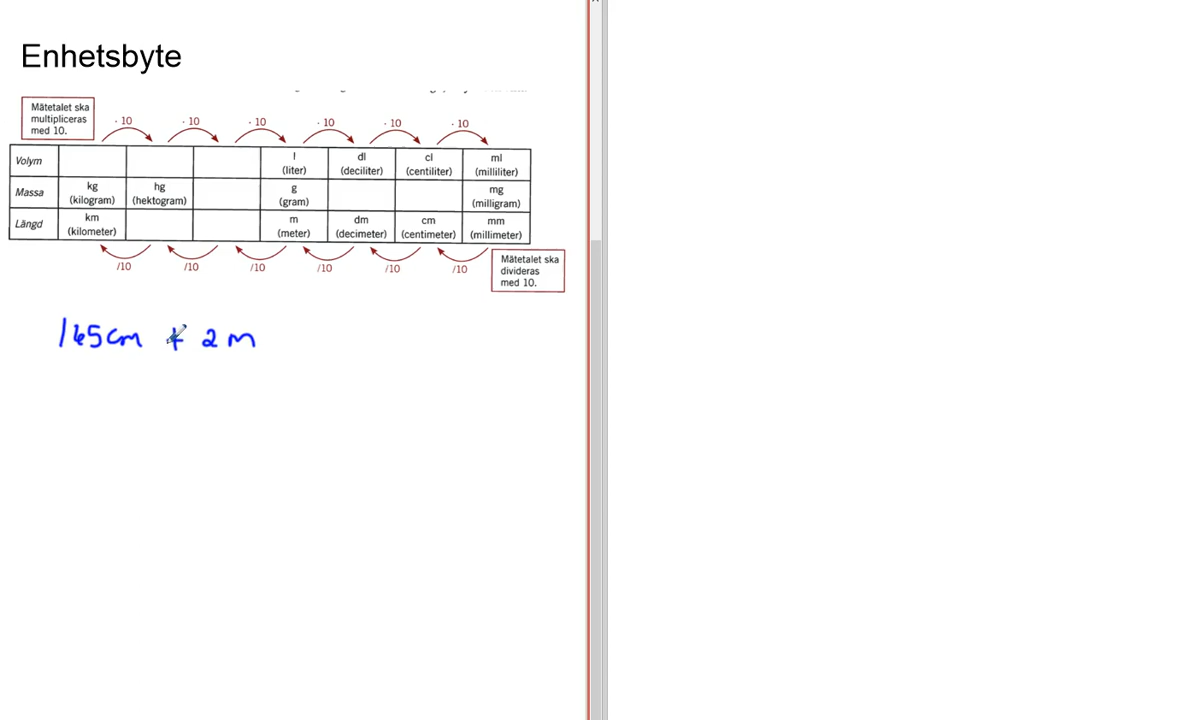 Enhetsbyte
Mätetalet ska
multipliceras
med 10.
· 10 · 10 · 10 · 10 · 10 · 10
Volym l (liter) dl (deciliter) cl (centiliter) ml (milliliter)
Massa kg (kilogram) hg (hektogram) g (gram) mg (milligram)
Längd km (kilometer) m (meter) dm (decimeter) cm (centimeter) mm (millimeter)
/10 /10 /10 /10 /10 /10
Mätetalet ska
divideras
med 10.
165cm + 2m